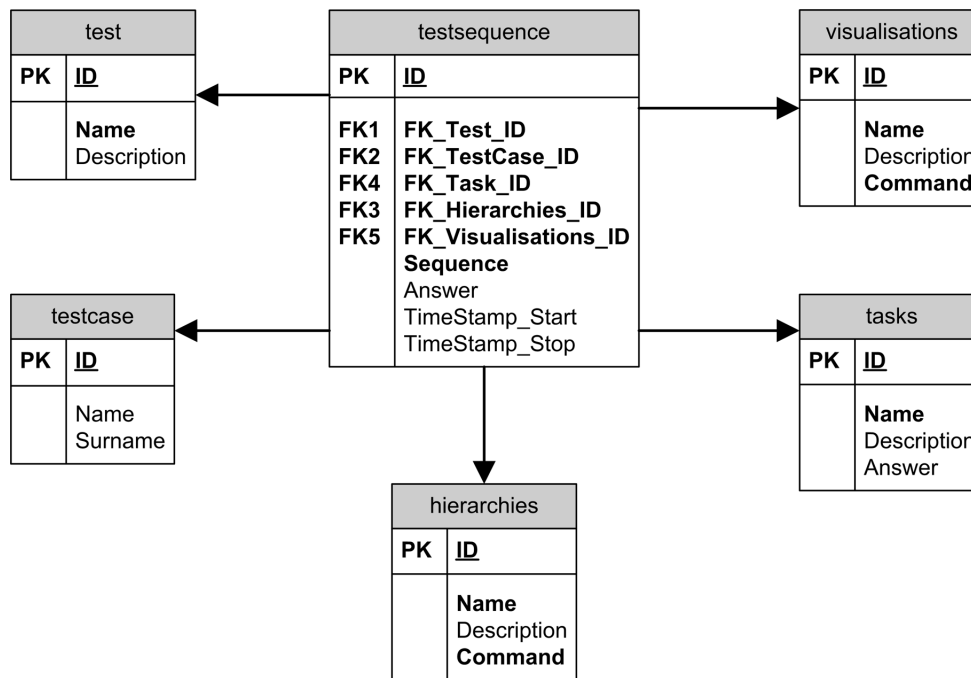 test
PK ID
Name
Description
testsequence
PK ID
FK1 FK_Test_ID
FK2 FK_TestCase_ID
FK4 FK_Task_ID
FK3 FK_Hierarchies_ID
FK5 FK_Visualisations_ID
Sequence
Answer
TimeStamp_Start
TimeStamp_Stop
visualisations
PK ID
Name
Description
Command
testcase
PK ID
Name
Surname
tasks
PK ID
Name
Description
Answer
hierarchies
PK ID
Name
Description
Command